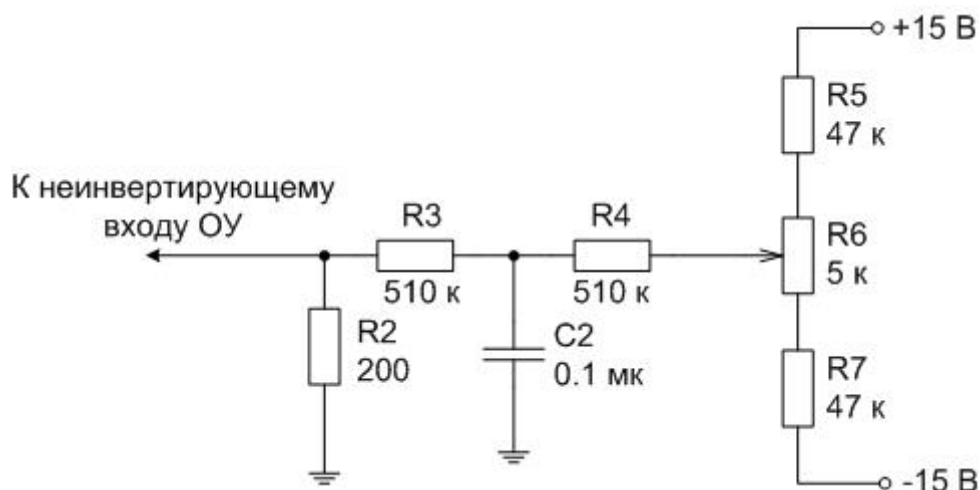 +15 В
R5
47 к
К неинвертирующему
входу ОУ
R3
R4
R6
5 к
510 к
510 к
R2
200
C2
0.1 мк
R7
47 к
-15 В